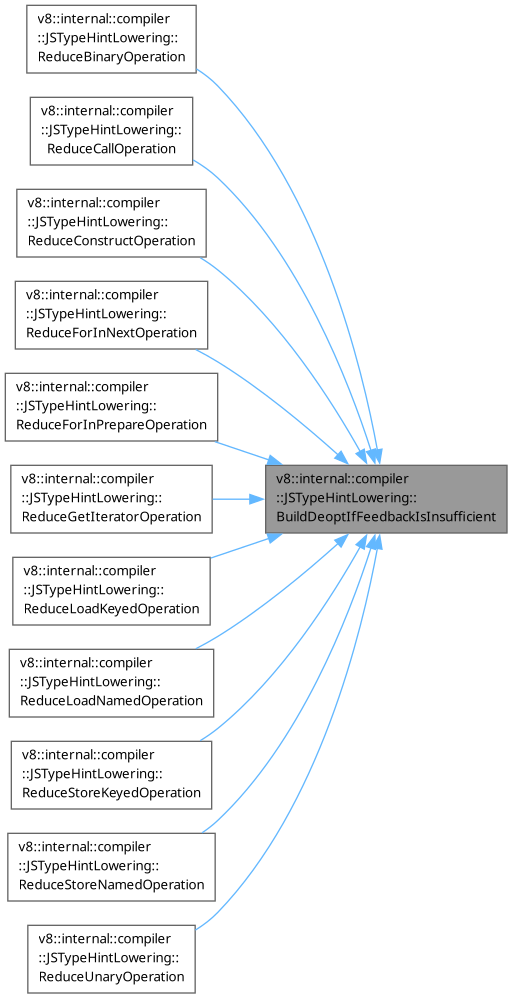 v8::internal::compiler
::JSTypeHintLowering::
ReduceBinaryOperation
v8::internal::compiler
::JSTypeHintLowering::
ReduceCallOperation
v8::internal::compiler
::JSTypeHintLowering::
ReduceConstructOperation
v8::internal::compiler
::JSTypeHintLowering::
ReduceForInNextOperation
v8::internal::compiler
::JSTypeHintLowering::
ReduceForInPrepareOperation
v8::internal::compiler
::JSTypeHintLowering::
ReduceGetIteratorOperation
v8::internal::compiler
::JSTypeHintLowering::
BuildDeoptIfFeedbackIsInsufficient
v8::internal::compiler
::JSTypeHintLowering::
ReduceLoadKeyedOperation
v8::internal::compiler
::JSTypeHintLowering::
ReduceLoadNamedOperation
v8::internal::compiler
::JSTypeHintLowering::
ReduceStoreKeyedOperation
v8::internal::compiler
::JSTypeHintLowering::
ReduceStoreNamedOperation
v8::internal::compiler
::JSTypeHintLowering::
ReduceUnaryOperation